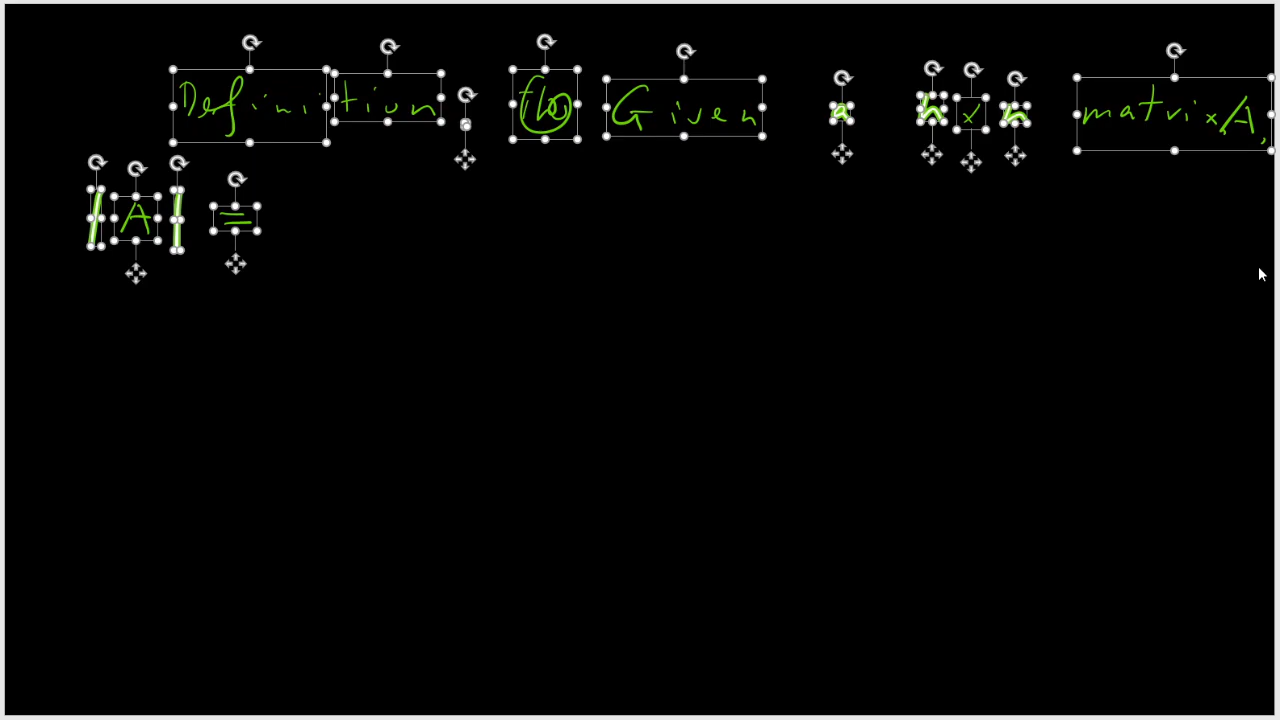 Definition. Given a n x n matrix A,
|A| =